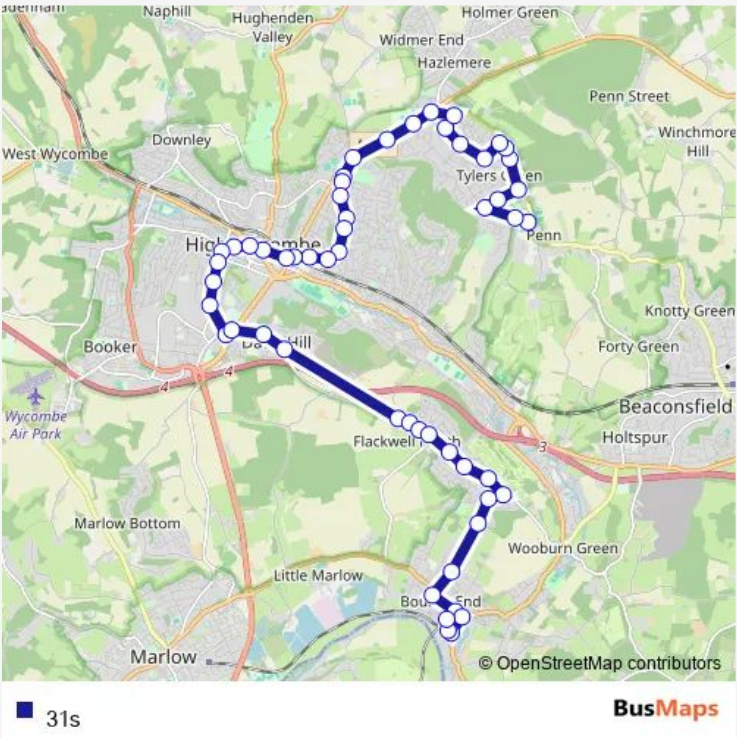 Naphill
Hughenden
Valley
Holmer Green
Widmer End
Hazlemere
Penn Street
Winchmore
Hill
Downley
West Wycombe
Tylers
Penn
Knotty Green
Booker
Hill
Forty Green
4
4
Wycombe
Air Park
Beaconsfield
Holtspur
Flackwell
3
Marlow Bottom
Wooburn Green
Little Marlow
End
Marlow
© OpenStreetMap contributors
31s
BusMaps